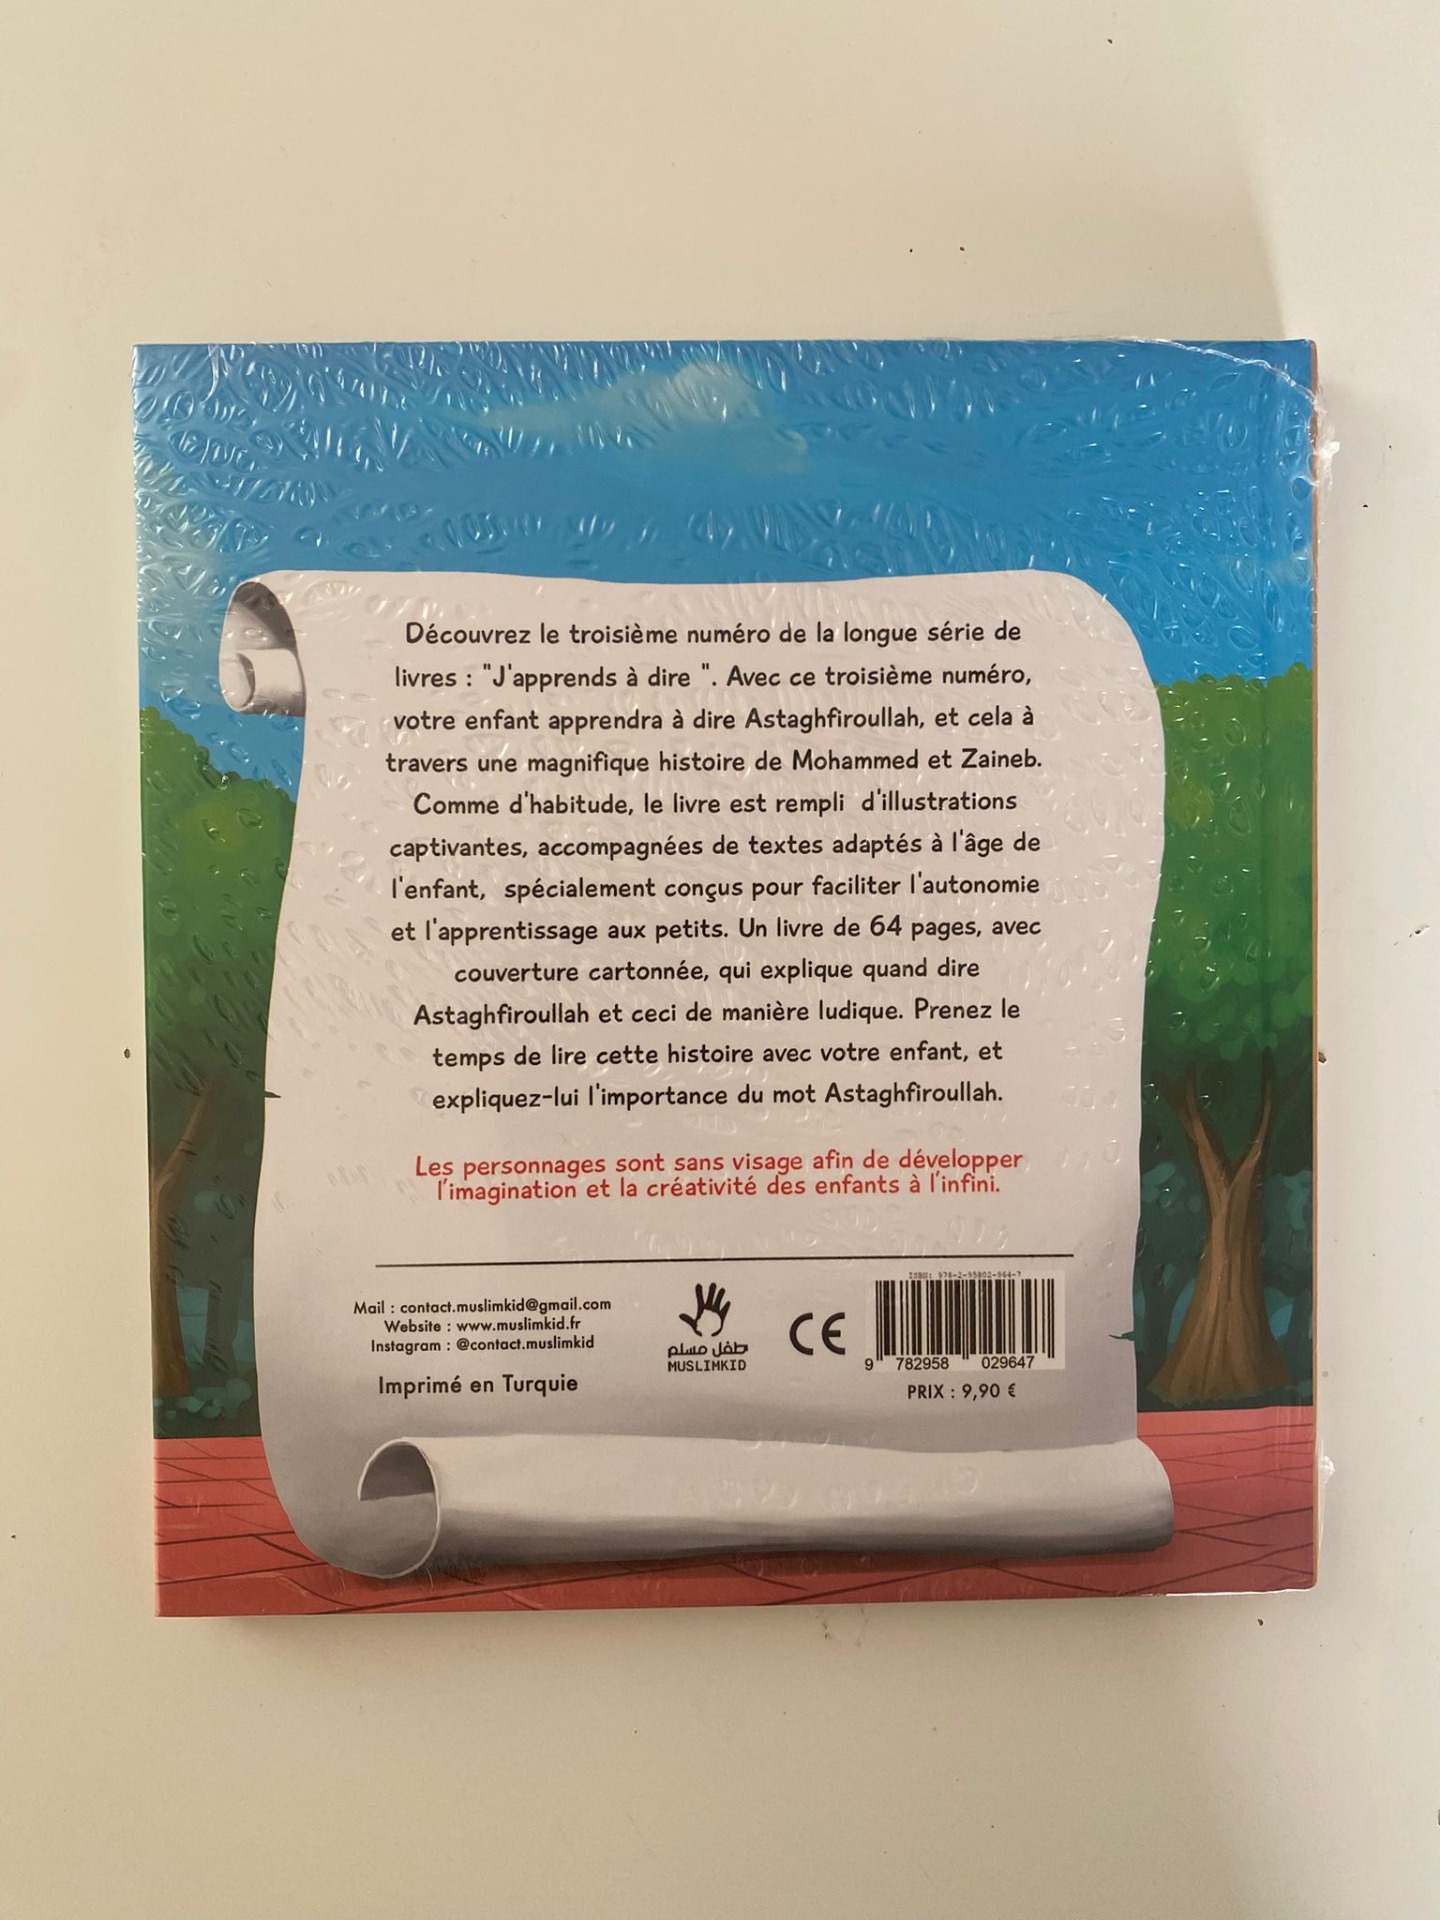 Découvrez le troisième numéro de la longue série de
livres : "J'apprends à dire ". Avec ce troisième numéro,
votre enfant apprendra à dire Astaghfiroullah, et cela à
travers une magnifique histoire de Mohammed et Zaineb.
Comme d'habitude, le livre est rempli d'illustrations
captivantes, accompagnées de textes adaptés à l'âge de
l'enfant, spécialement conçus pour faciliter l'autonomie
et l'apprentissage aux petits. Un livre de 64 pages, avec
couverture cartonnée, qui explique quand dire
Astaghfiroullah et ceci de manière ludique. Prenez le
temps de lire cette histoire avec votre enfant, et
expliquez-lui l'importance du mot Astaghfiroullah.
Les personnages sont sans visage afin de développer
l'imagination et la créativité des enfants à l'infini.
Mail : contact.muslimkid@gmail.com
Website : www.muslimkid.fr
Instagram : @contact.muslimkid
Imprimé en Turquie
طفل مسلم
MUSLIMKID
CE
ISBN: 978-2-95802-964-7
9 782958 029647
PRIX : 9,90 €